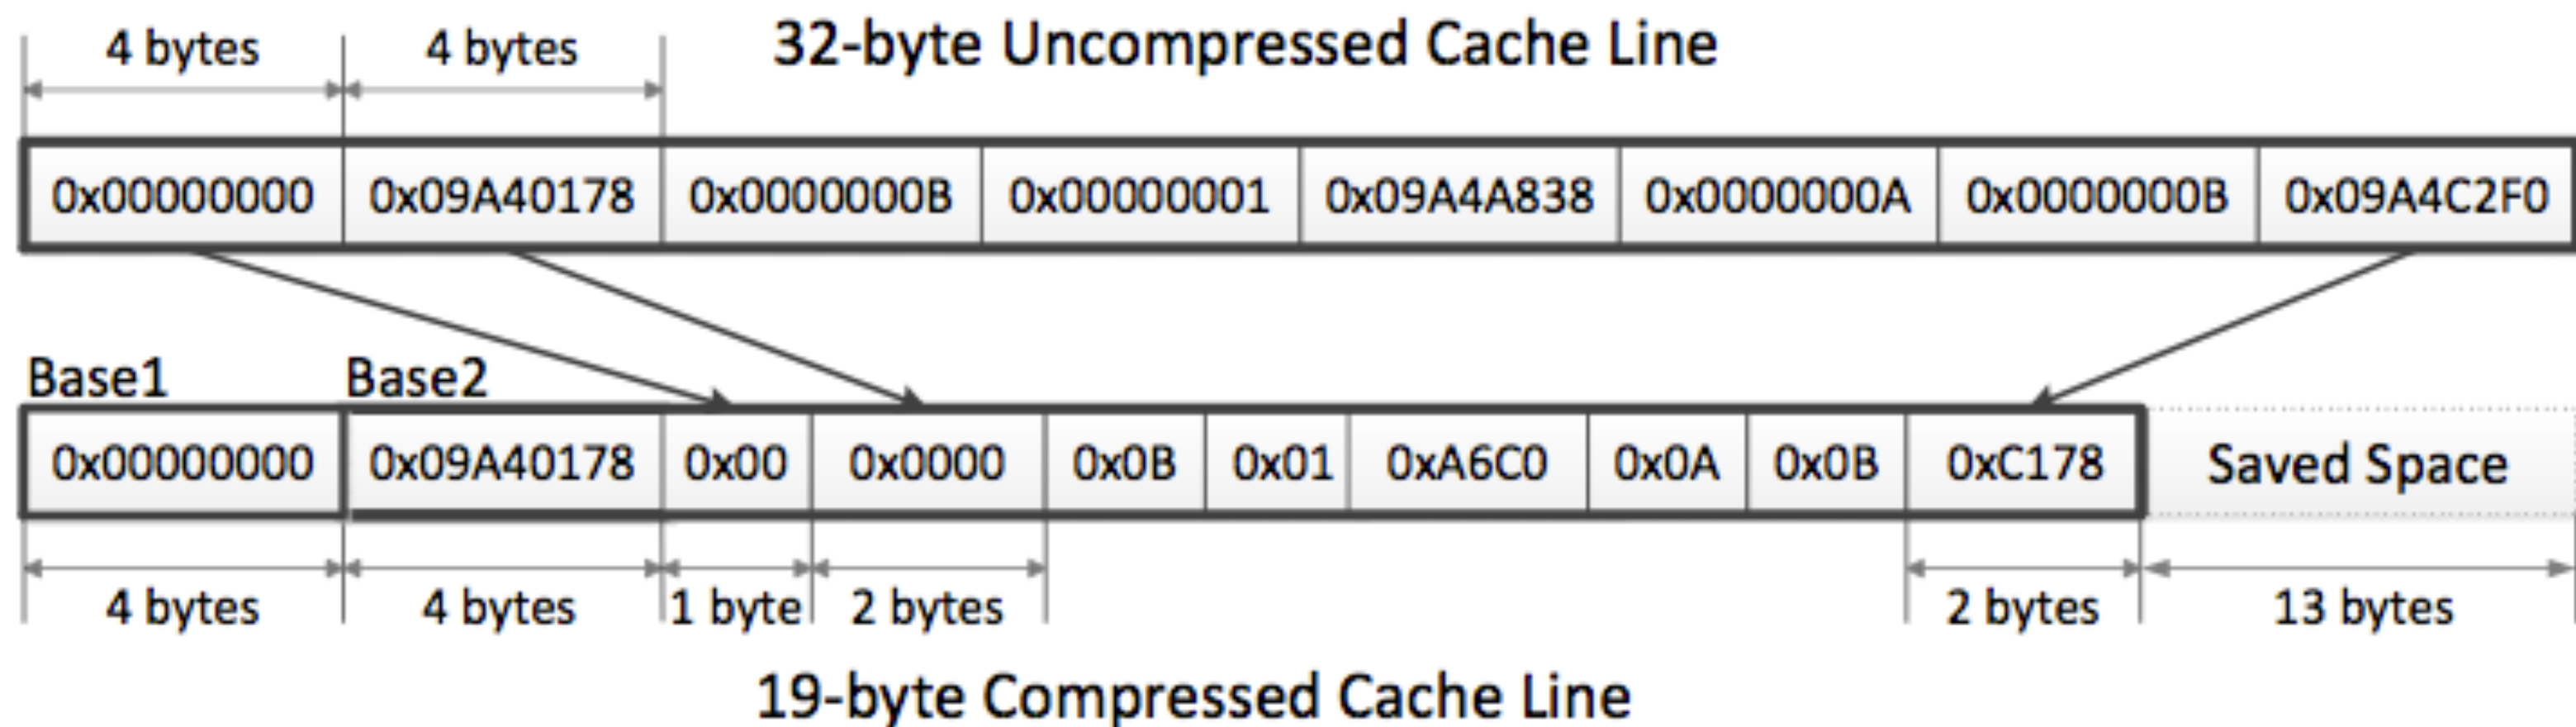 4 bytes 4 bytes 32-byte Uncompressed Cache Line
0x00000000 0x09A40178 0x0000000B 0x00000001 0x09A4A838 0x0000000A 0x0000000B 0x09A4C2F0
Base1 Base2
0x00000000 0x09A40178 0x00 0x0000 0x0B 0x01 0xA6C0 0x0A 0x0B 0xC178 Saved Space
4 bytes 4 bytes 1 byte 2 bytes 2 bytes 13 bytes
19-byte Compressed Cache Line